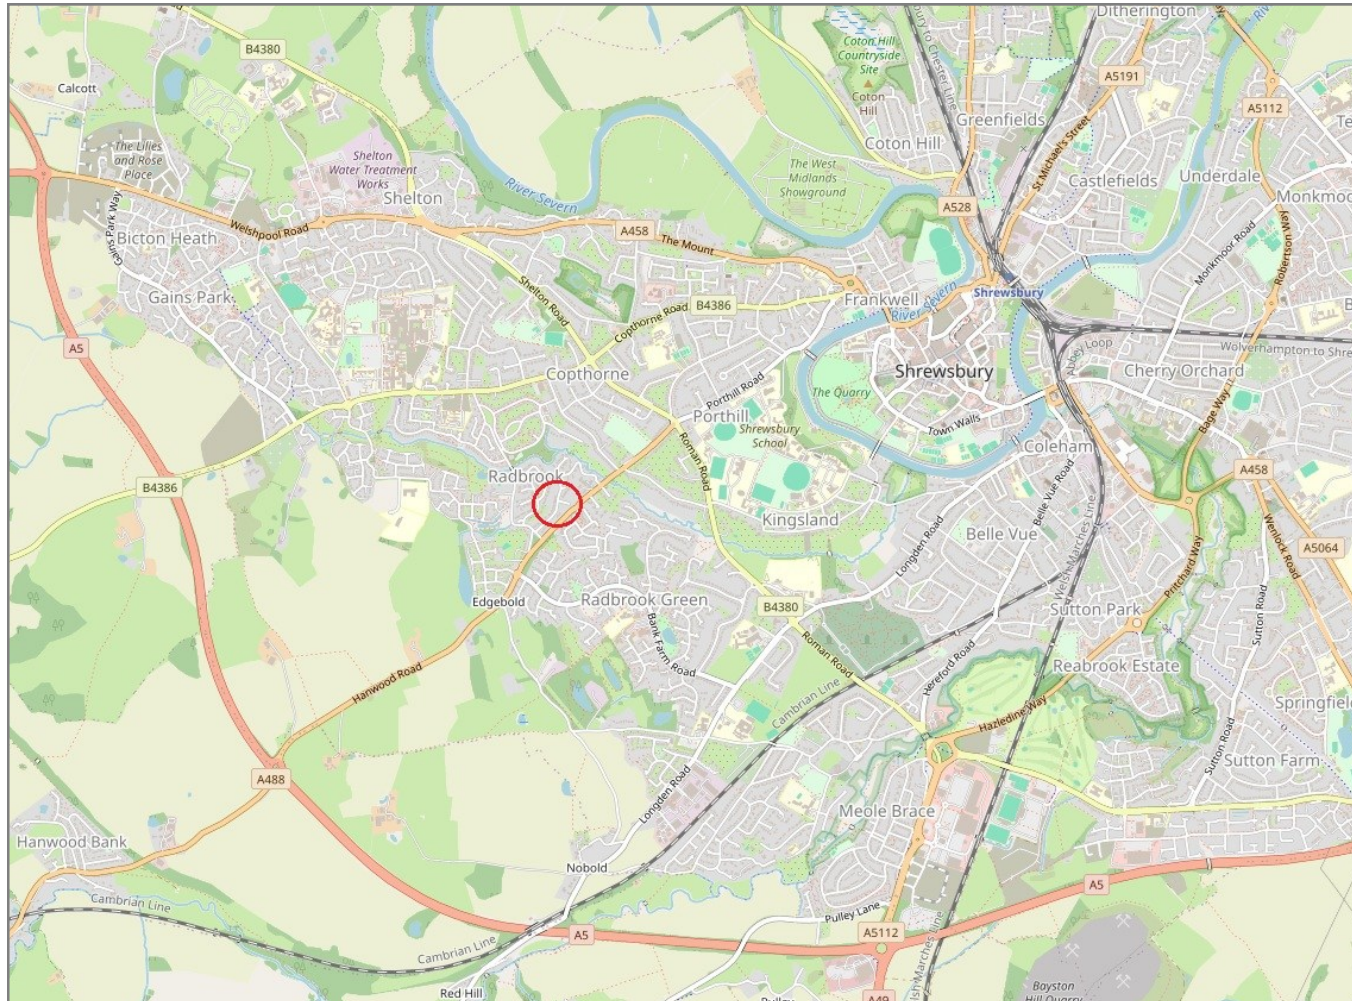 Ditherington
B4380
Coton Hill
Countryside
Site
A5191
Calcott
Coton
Hill
A5112
Greenfields
The Lilies
and Rose
Place
Shelton
Water Treatment
Works
Coton Hill
St Michael's Street
The West
Midlands
Showground
Castlefields
Underdale
River Severn
Shelton
A528
Monkmoo
Gains Park Way
Welshpool Road
A458
The Mount
Bicton Heath
Monkmoor Road
Robertson Way
Gains Park
Shelton Road
Frankwell
Shrewsbury
River Severn
Copthorne Road
B4386
A5
Abbey Loop
Wolverhampton to Shre
Copthorne
Porthill Road
The Quarry
Shrewsbury
Cherry Orchard
Bage Way
Porthill
Shrewsbury
School
Town Walls
Roman Road
Coleham
A458
B4386
Radbrook
Belle Vue Road
Kingsland
Longden Road
Belle Vue
Welsh Marches Line
Wenlock Road
A5064
Pritchard Way
Edgebold
Radbrook Green
B4380
Sutton Park
Sutton Road
Bank Farm Road
Roman Road
Hereford Road
Reabrook Estate
Hanwood Road
Cambrian Line
Hazledine Way
Springfield
A488
Longden Road
Sutton Road
Sutton Farm
Meole Brace
Hanwood Bank
Nobold
A5
Cambrian Line
Pulley Lane
A5
A5112
Cambrian Line
Red Hill
Pulley
A49
Bayston
Hill Quarry